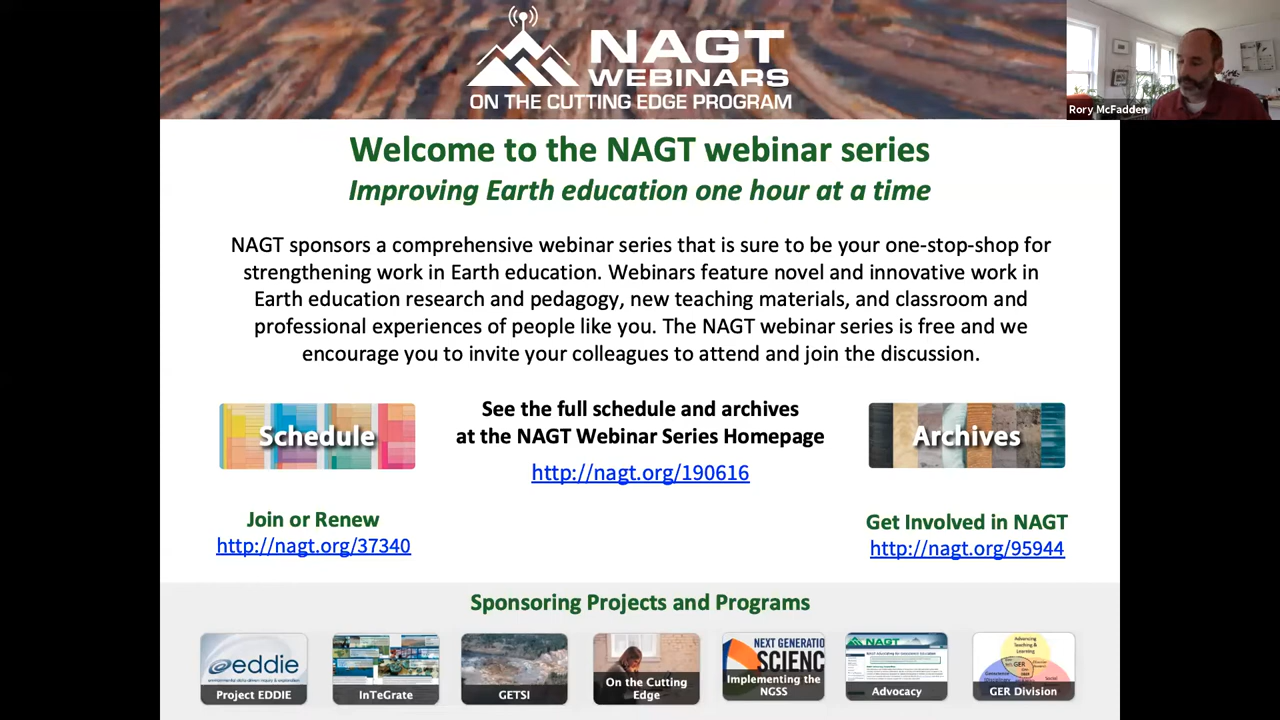 NAGT
WEBINARS
ON THE CUTTING EDGE PROGRAM
Rory McFadden
Welcome to the NAGT webinar series
Improving Earth education one hour at a time
NAGT sponsors a comprehensive webinar series that is sure to be your one-stop-shop for
strengthening work in Earth education. Webinars feature novel and innovative work in
Earth education research and pedagogy, new teaching materials, and classroom and
professional experiences of people like you. The NAGT webinar series is free and we
encourage you to invite your colleagues to attend and join the discussion.
Schedule
See the full schedule and archives
at the NAGT Webinar Series Homepage
http://nagt.org/190616
Archives
Join or Renew
http://nagt.org/37340
Get Involved in NAGT
http://nagt.org/95944
Sponsoring Projects and Programs
eddie
Project EDDIE
InTeGrate
GETSI
On the Cutting
Edge
NEXT GENERATIO
SCIENC
Implementing the
NGSS
NAGT
Advocacy
Advancing
Teaching &
Learning
GER
GER Division